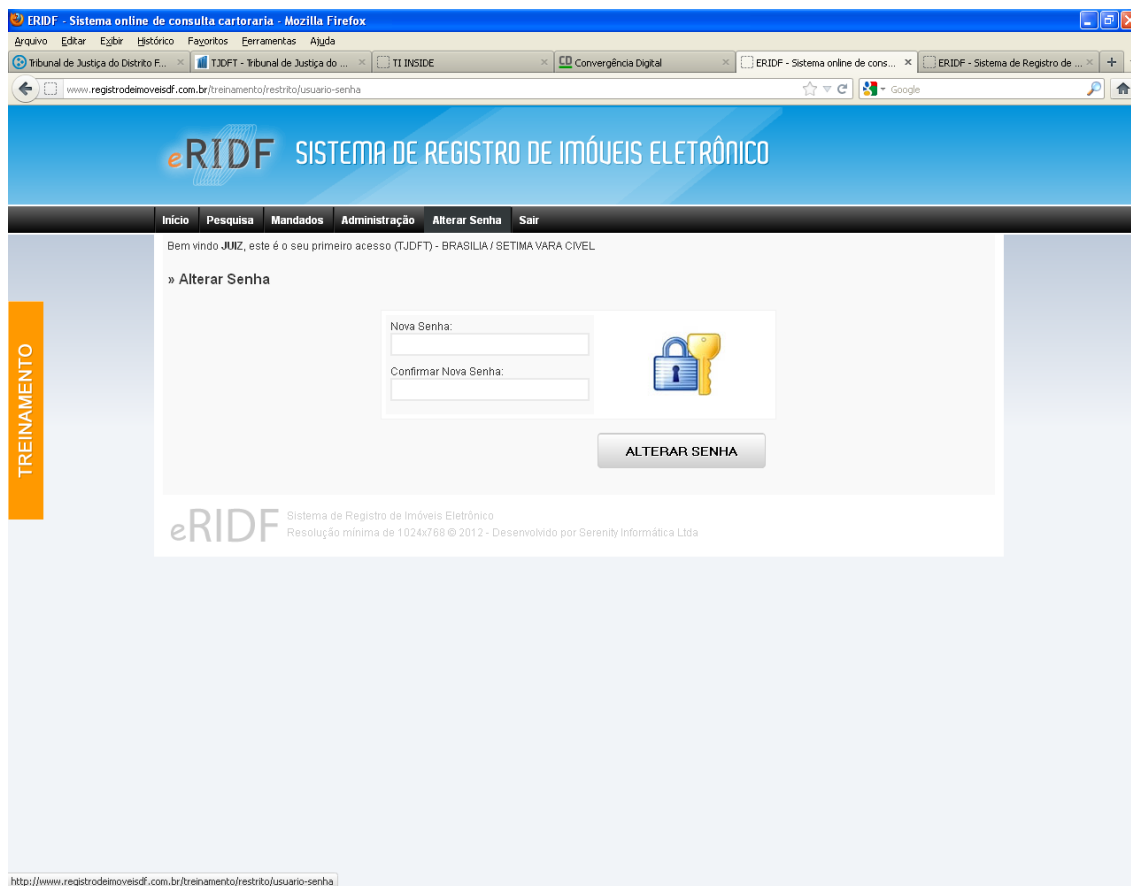 ERIDF - Sistema online de consulta cartoraria - Mozilla Firefox
Arquivo Editar Exibir Histórico Favoritos Ferramentas Ajuda
Tribunal de Justiça do Distrito F... TJDFT - Tribunal de Justiça do ... TI INSIDE CD Convergência Digital ERIDF - Sistema online de cons... ERIDF - Sistema de Registro de ...
www.registrodeimoveisdf.com.br/treinamento/restrito/usuario-senha Google
eRIDF SISTEMA DE REGISTRO DE IMÓVEIS ELETRÔNICO
Início Pesquisa Mandados Administração Alterar Senha Sair
Bem vindo JUIZ, este é o seu primeiro acesso (TJDFT) - BRASILIA / SETIMA VARA CIVEL
» Alterar Senha
Nova Senha:
Confirmar Nova Senha:
ALTERAR SENHA
TREINAMENTO
eRIDF
Sistema de Registro de Imóveis Eletrônico
Resolução mínima de 1024x768 © 2012 - Desenvolvido por Serenity Informática Ltda
http://www.registrodeimoveisdf.com.br/treinamento/restrito/usuario-senha